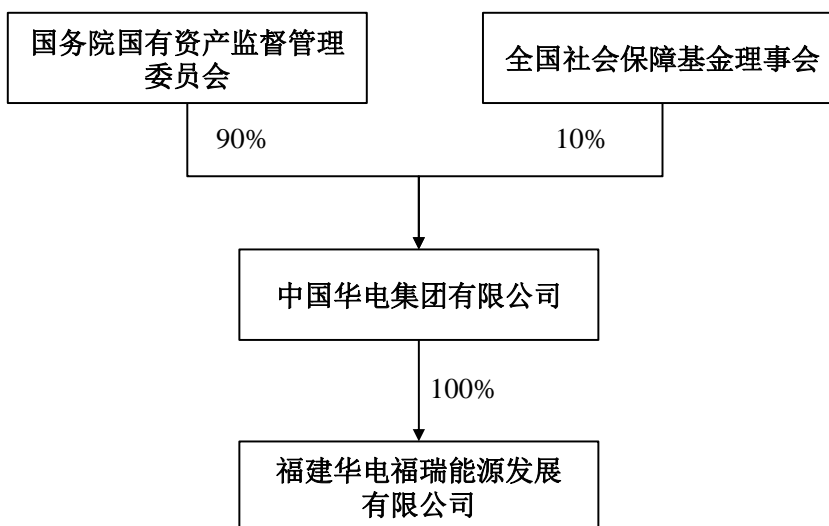 国务院国有资产监督管理
委员会
全国社会保障基金理事会
90%
10%
中国华电集团有限公司
100%
福建华电福瑞能源发展
有限公司